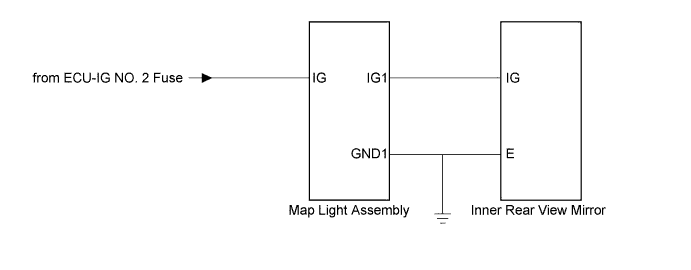 from ECU-IG NO. 2 Fuse
IG
IG1
IG
GND1
E
Map Light Assembly
Inner Rear View Mirror